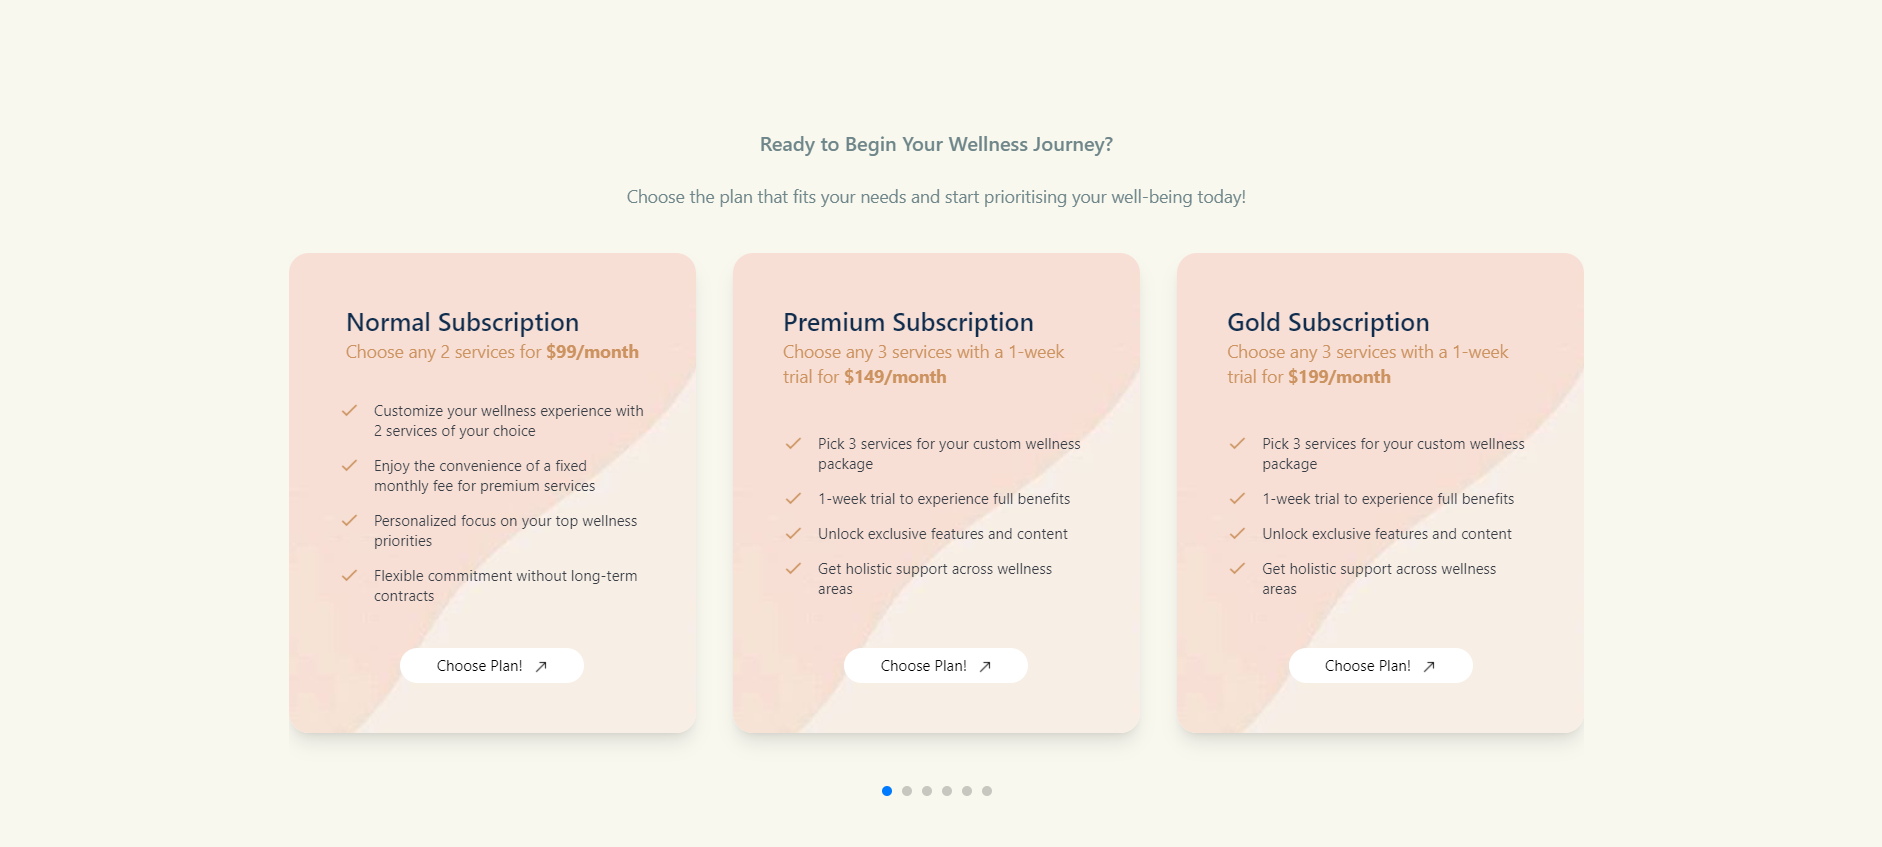 Ready to Begin Your Wellness Journey?
Choose the plan that fits your needs and start prioritising your well-being today!
Normal Subscription
Choose any 2 services for $99/month
Customize your wellness experience with
2 services of your choice
Enjoy the convenience of a fixed
monthly fee for premium services
Personalized focus on your top wellness
priorities
Flexible commitment without long-term
contracts
Choose Plan!
Premium Subscription
Choose any 3 services with a 1-week
trial for $149/month
Pick 3 services for your custom wellness
package
1-week trial to experience full benefits
Unlock exclusive features and content
Get holistic support across wellness
areas
Choose Plan!
Gold Subscription
Choose any 3 services with a 1-week
trial for $199/month
Pick 3 services for your custom wellness
package
1-week trial to experience full benefits
Unlock exclusive features and content
Get holistic support across wellness
areas
Choose Plan!